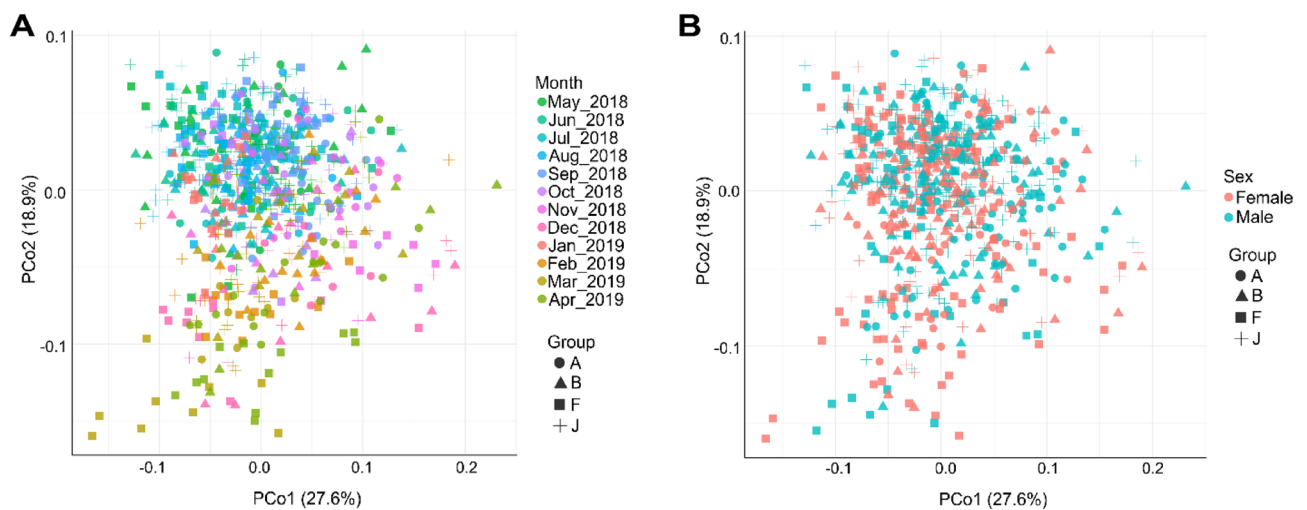 A
0.1
0.0
-0.1
PCo2 (18.9%)
-0.1
0.0
0.1
0.2
PCo1 (27.6%)
Month
May_2018
Jun_2018
Jul_2018
Aug_2018
Sep_2018
Oct_2018
Nov_2018
Dec_2018
Jan_2019
Feb_2019
Mar_2019
Apr_2019
Group
A
B
F
J
B
0.1
0.0
-0.1
PCo2 (18.9%)
-0.1
0.0
0.1
0.2
PCo1 (27.6%)
Sex
Female
Male
Group
A
B
F
J